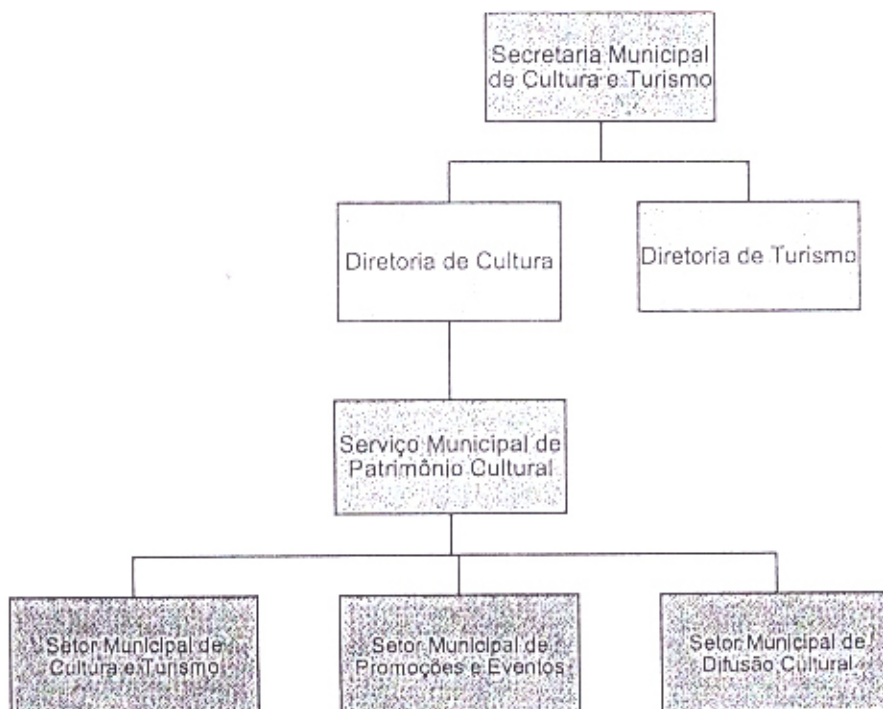 Secretaria Municipal
de Cultura e Turismo
Diretoria de Cultura
Diretoria de Turismo
Serviço Municipal de
Patrimônio Cultural
Setor Municipal de
Cultura e Turismo
Setor Municipal de
Promoções e Eventos
Setor Municipal de
Difusão Cultural